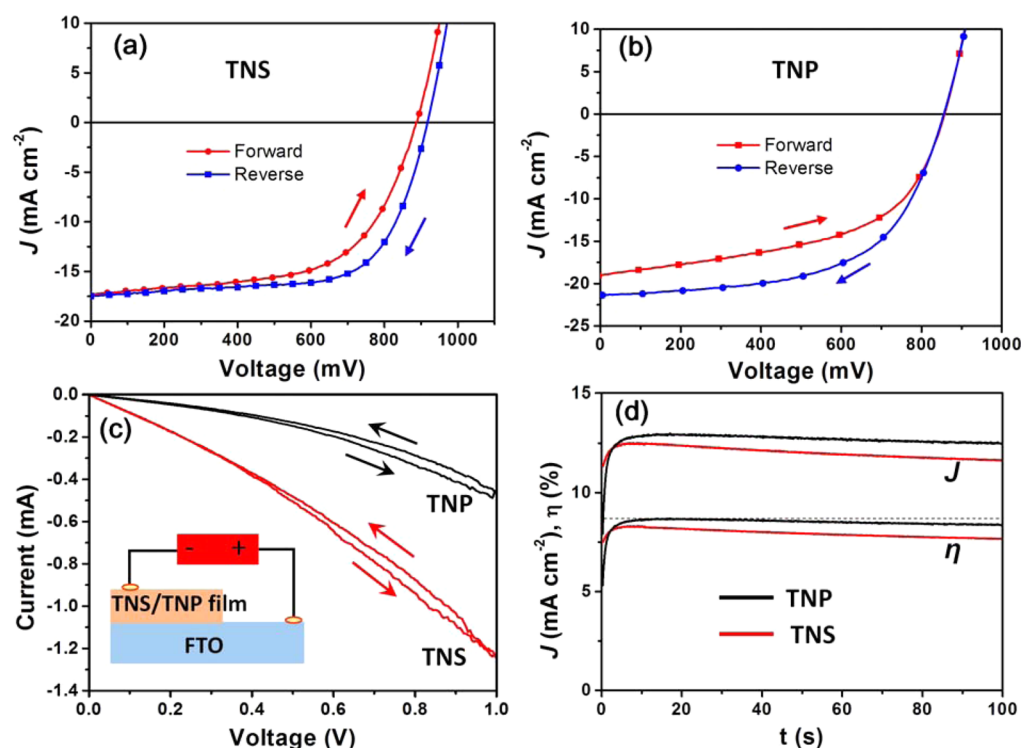 (a)
TNS
J (mA cm⁻²)
10
5
0
-5
-10
-15
-20
Forward
Reverse
0 200 400 600 800 1000
Voltage (mV)
(b)
TNP
J (mA cm⁻²)
10
5
0
-5
-10
-15
-20
-25
Forward
Reverse
0 200 400 600 800 1000
Voltage (mV)
(c)
Current (mA)
0.0
-0.2
-0.4
-0.6
-0.8
-1.0
-1.2
-1.4
TNP
TNS
- +
TNS/TNP film
FTO
0.0 0.2 0.4 0.6 0.8 1.0
Voltage (V)
(d)
J (mA cm⁻²), η (%)
15
10
5
0
J
η
TNP
TNS
0 20 40 60 80 100
t (s)